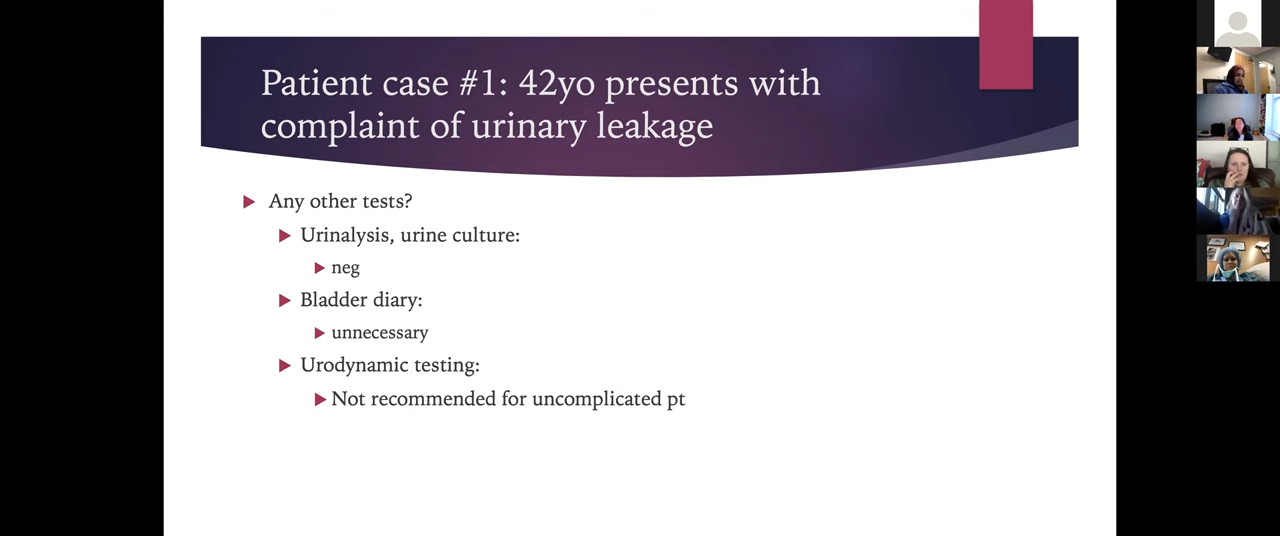 Patient case #1: 42yo presents with
complaint of urinary leakage
Any other tests?
Urinalysis, urine culture:
neg
Bladder diary:
unnecessary
Urodynamic testing:
Not recommended for uncomplicated pt